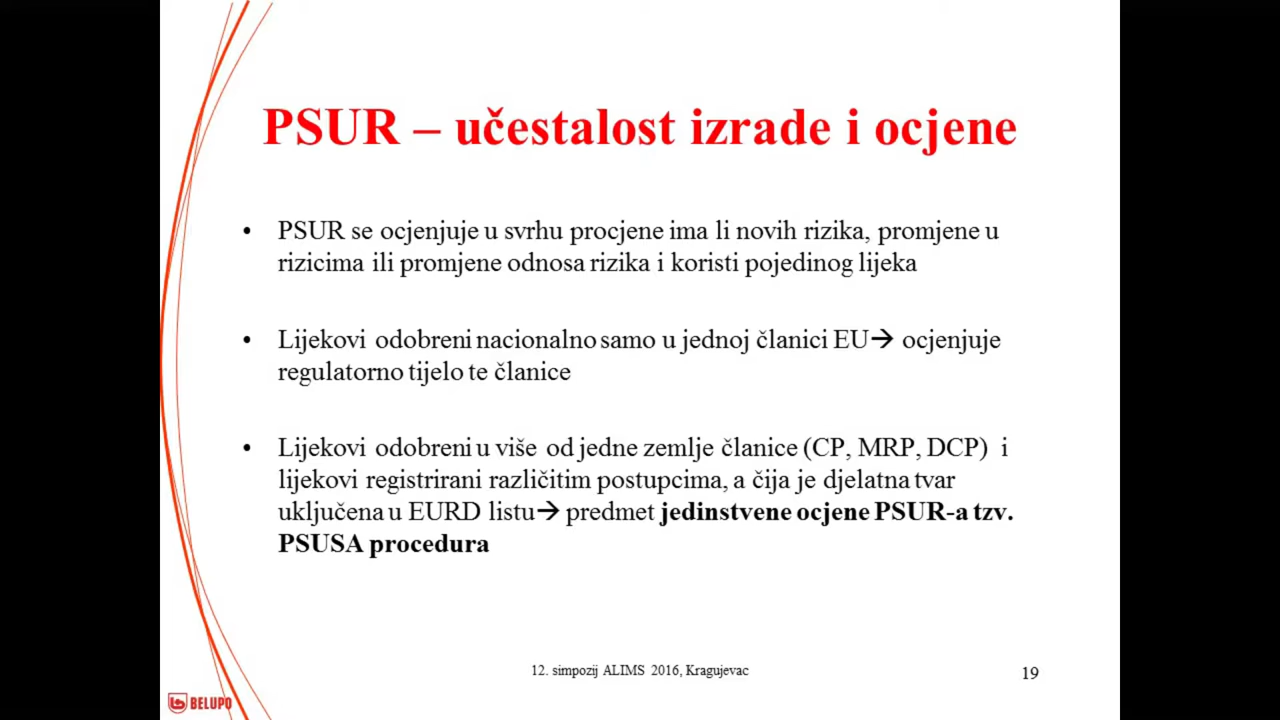 PSUR – učestalost izrade i ocjene
• PSUR se ocjenjuje u svrhu procjene ima li novih rizika, promjene u
rizicima ili promjene odnosa rizika i koristi pojedinog lijeka
• Lijekovi odobreni nacionalno samo u jednoj članici EU→ ocjenjuje
regulatorno tijelo te članice
• Lijekovi odobreni u više od jedne zemlje članice (CP, MRP, DCP) i
lijekovi registrirani različitim postupcima, a čija je djelatna tvar
uključena u EURD listu→ predmet jedinstvene ocjene PSUR-a tzv.
PSUSA procedura
12. simpozij ALIMS 2016, Kragujevac
19
BELUPO